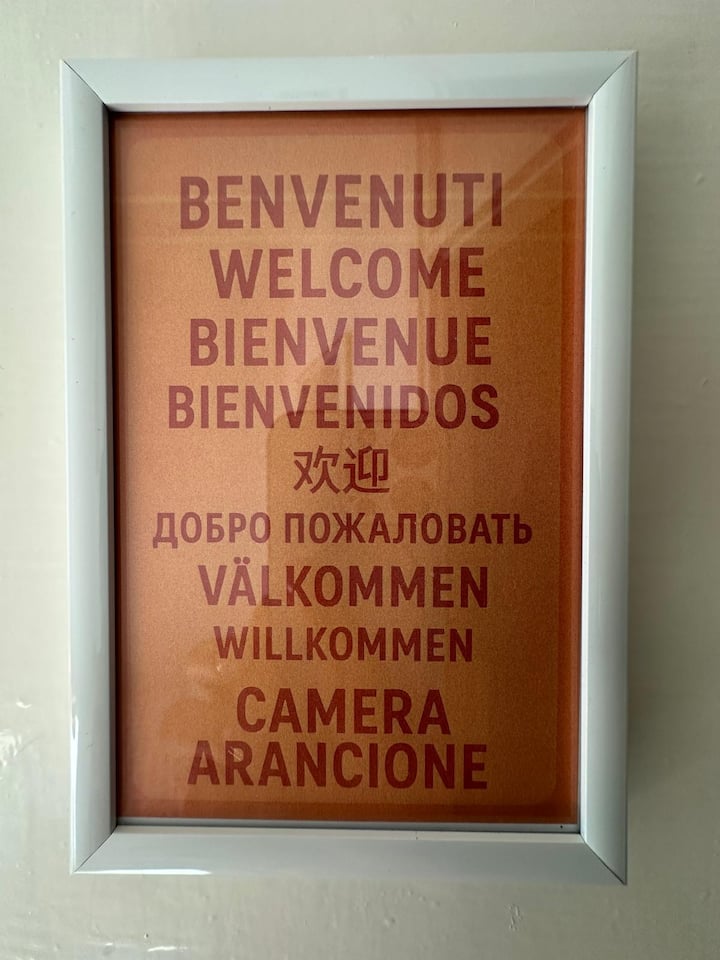 BENVENUTI
WELCOME
BIENVENUE
BIENVENIDOS
欢迎
ДОБРО ПОЖАЛОВАТЬ
VÄLKOMMEN
WILLKOMMEN
CAMERA
ARANCIONE